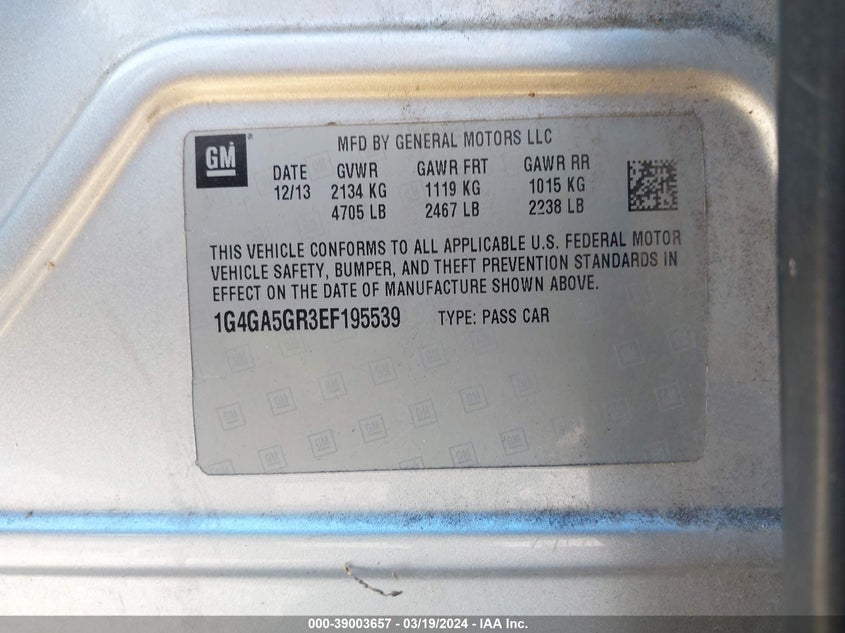 GM ®
MFD BY GENERAL MOTORS LLC
DATE GVWR GAWR FRT GAWR RR
12/13 2134 KG 1119 KG 1015 KG
4705 LB 2467 LB 2238 LB
THIS VEHICLE CONFORMS TO ALL APPLICABLE U.S. FEDERAL MOTOR
VEHICLE SAFETY, BUMPER, AND THEFT PREVENTION STANDARDS IN
EFFECT ON THE DATE OF MANUFACTURE SHOWN ABOVE.
1G4GA5GR3EF195539 TYPE: PASS CAR
000-39003657 - 03/19/2024 - IAA Inc.